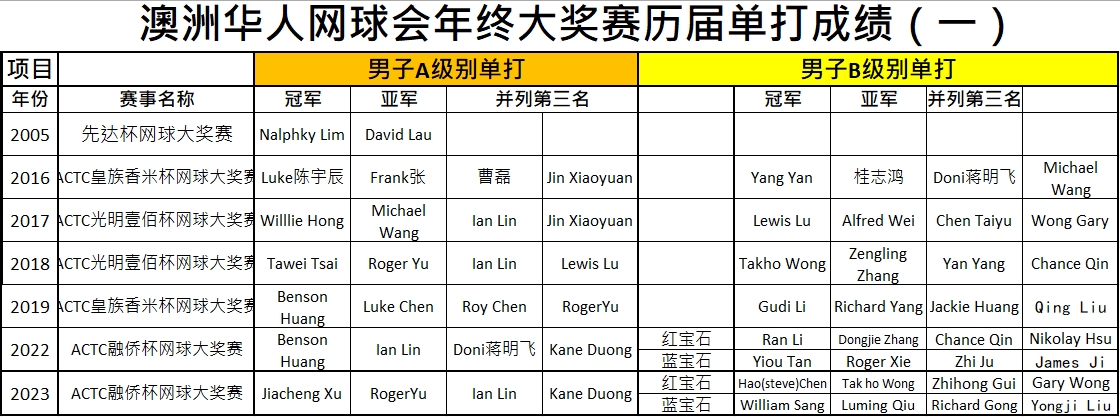 澳洲华人网球会年终大奖赛历届单打成绩（一）
项目 男子A级别单打 男子B级别单打
年份 赛事名称 冠军 亚军 并列第三名 冠军 亚军 并列第三名
2005 先达杯网球大奖赛 Nalphky Lim David Lau
2016 ACTC皇族香米杯网球大奖赛 Luke陈宇辰 Frank张 曹磊 Jin Xiaoyuan Yang Yan 桂志鸿 Doni蒋明飞 Michael Wang
2017 ACTC光明壹佰杯网球大奖赛 Willlie Hong Michael Wang Ian Lin Jin Xiaoyuan Lewis Lu Alfred Wei Chen Taiyu Wong Gary
2018 ACTC光明壹佰杯网球大奖赛 Tawei Tsai Roger Yu Ian Lin Lewis Lu Takho Wong Zengling Zhang Yan Yang Chance Qin
2019 ACTC皇族香米杯网球大奖赛 Benson Huang Luke Chen Roy Chen RogerYu Gudi Li Richard Yang Jackie Huang Qing Liu
2022 ACTC融侨杯网球大奖赛 Benson Huang Ian Lin Doni蒋明飞 Kane Duong 红宝石 Ran Li Dongjie Zhang Chance Qin Nikolay Hsu
蓝宝石 Yiou Tan Roger Xie Zhi Ju James Ji
2023 ACTC融侨杯网球大奖赛 Jiacheng Xu RogerYu Ian Lin Kane Duong 红宝石 Hao(steve)Chen Tak ho Wong Zhihong Gui Gary Wong
蓝宝石 William Sang Luming Qiu Richard Gong Yongji Liu